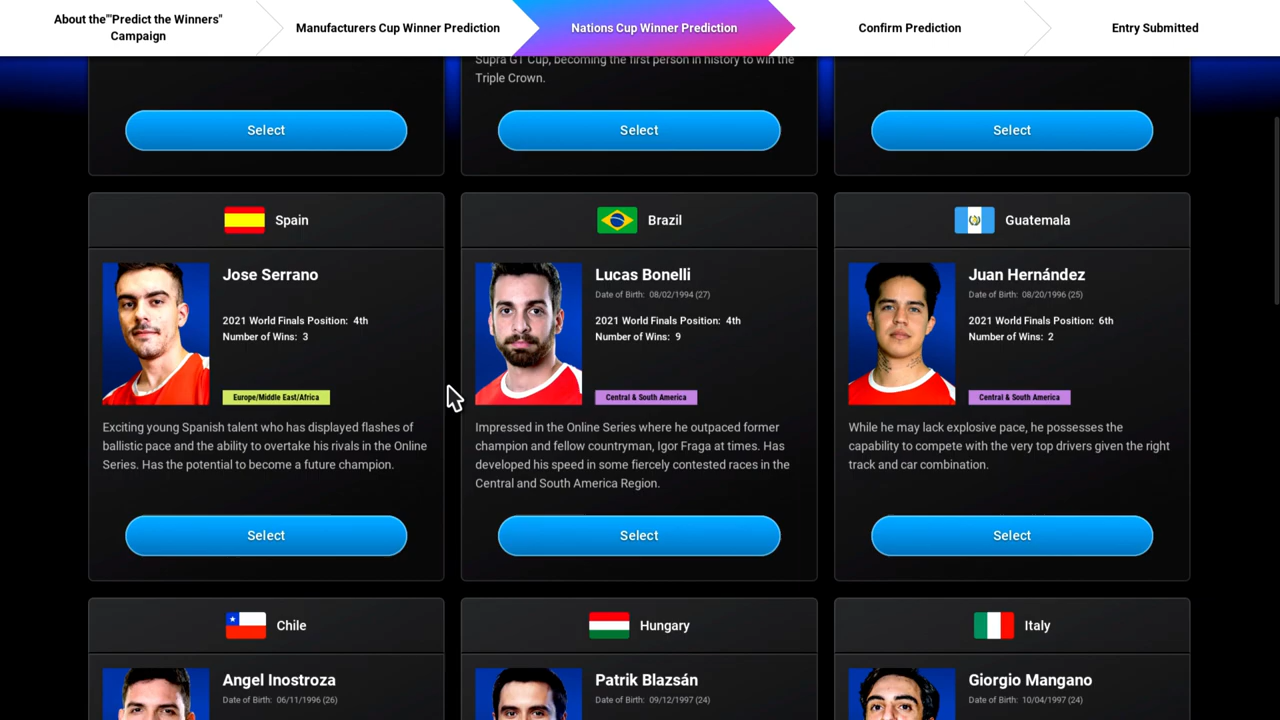 About the""Predict the Winners"
Campaign
Manufacturers Cup Winner Prediction
Nations Cup Winner Prediction
Confirm Prediction
Entry Submitted
Supra GT Cup, becoming the first person in history to win the
Triple Crown.
Select
Select
Select
Spain
Jose Serrano
2021 World Finals Position: 4th
Number of Wins: 3
Europe/Middle East/Africa
Exciting young Spanish talent who has displayed flashes of
ballistic pace and the ability to overtake his rivals in the Online
Series. Has the potential to become a future champion.
Select
Brazil
Lucas Bonelli
Date of Birth: 08/02/1994 (27)
2021 World Finals Position: 4th
Number of Wins: 9
Central & South America
Impressed in the Online Series where he outpaced former
champion and fellow countryman, Igor Fraga at times. Has
developed his speed in some fiercely contested races in the
Central and South America Region.
Select
Guatemala
Juan Hernández
Date of Birth: 08/20/1996 (25)
2021 World Finals Position: 6th
Number of Wins: 2
Central & South America
While he may lack explosive pace, he possesses the
capability to compete with the very top drivers given the right
track and car combination.
Select
Chile
Angel Inostroza
Date of Birth: 06/11/1996 (26)
Hungary
Patrik Blazsán
Date of Birth: 09/12/1997 (24)
Italy
Giorgio Mangano
Date of Birth: 10/04/1997 (24)